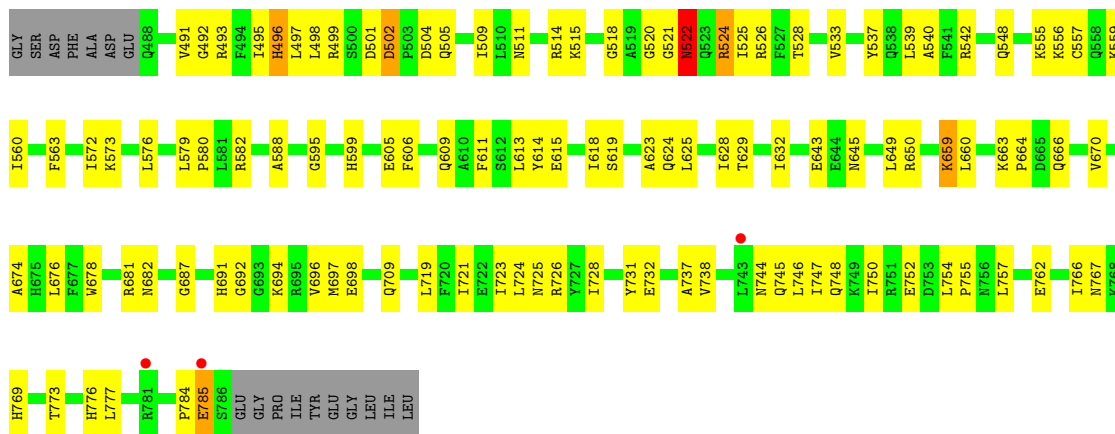 GLY SER ASP PHE ALA ASP GLU Q488 V491 G492 R493 F494 I495 H496 L497 L498 R499 S500 D501 D502 P503 D504 Q505 I509 L510 N511 R514 K515 G518 A519 G520 G521 N522 Q523 R524 I525 R526 F527 T528 V533 Y537 Q538 L539 A540 F541 R542 Q548 K555 K556 G557 Q558 K559
I560 F563 I572 K573 L576 L579 P580 L581 R582 A588 G595 H599 E605 F606 Q609 A610 F611 S612 L613 Y614 E615 I618 S619 A623 Q624 L625 I628 T629 I632 E643 E644 N645 L649 R650 K659 L660 K663 P664 D665 Q666 V670
A674 H675 L676 F677 W678 R681 N682 G687 H691 G692 G693 K694 R695 V696 M697 E698 Q709 L719 F720 I721 E722 I723 L724 N725 R726 Y727 I728 Y731 E732 A737 V738 L743 N744 Q745 L746 I747 Q748 K749 I750 R751 E752 D753 L754 P755 N756 L757 E762 I766 N767 K768
H769 T773 H776 L777 R781 P784 E785 S786 GLU GLY PRO ILE TYR GLU GLY LEU ILE LEU